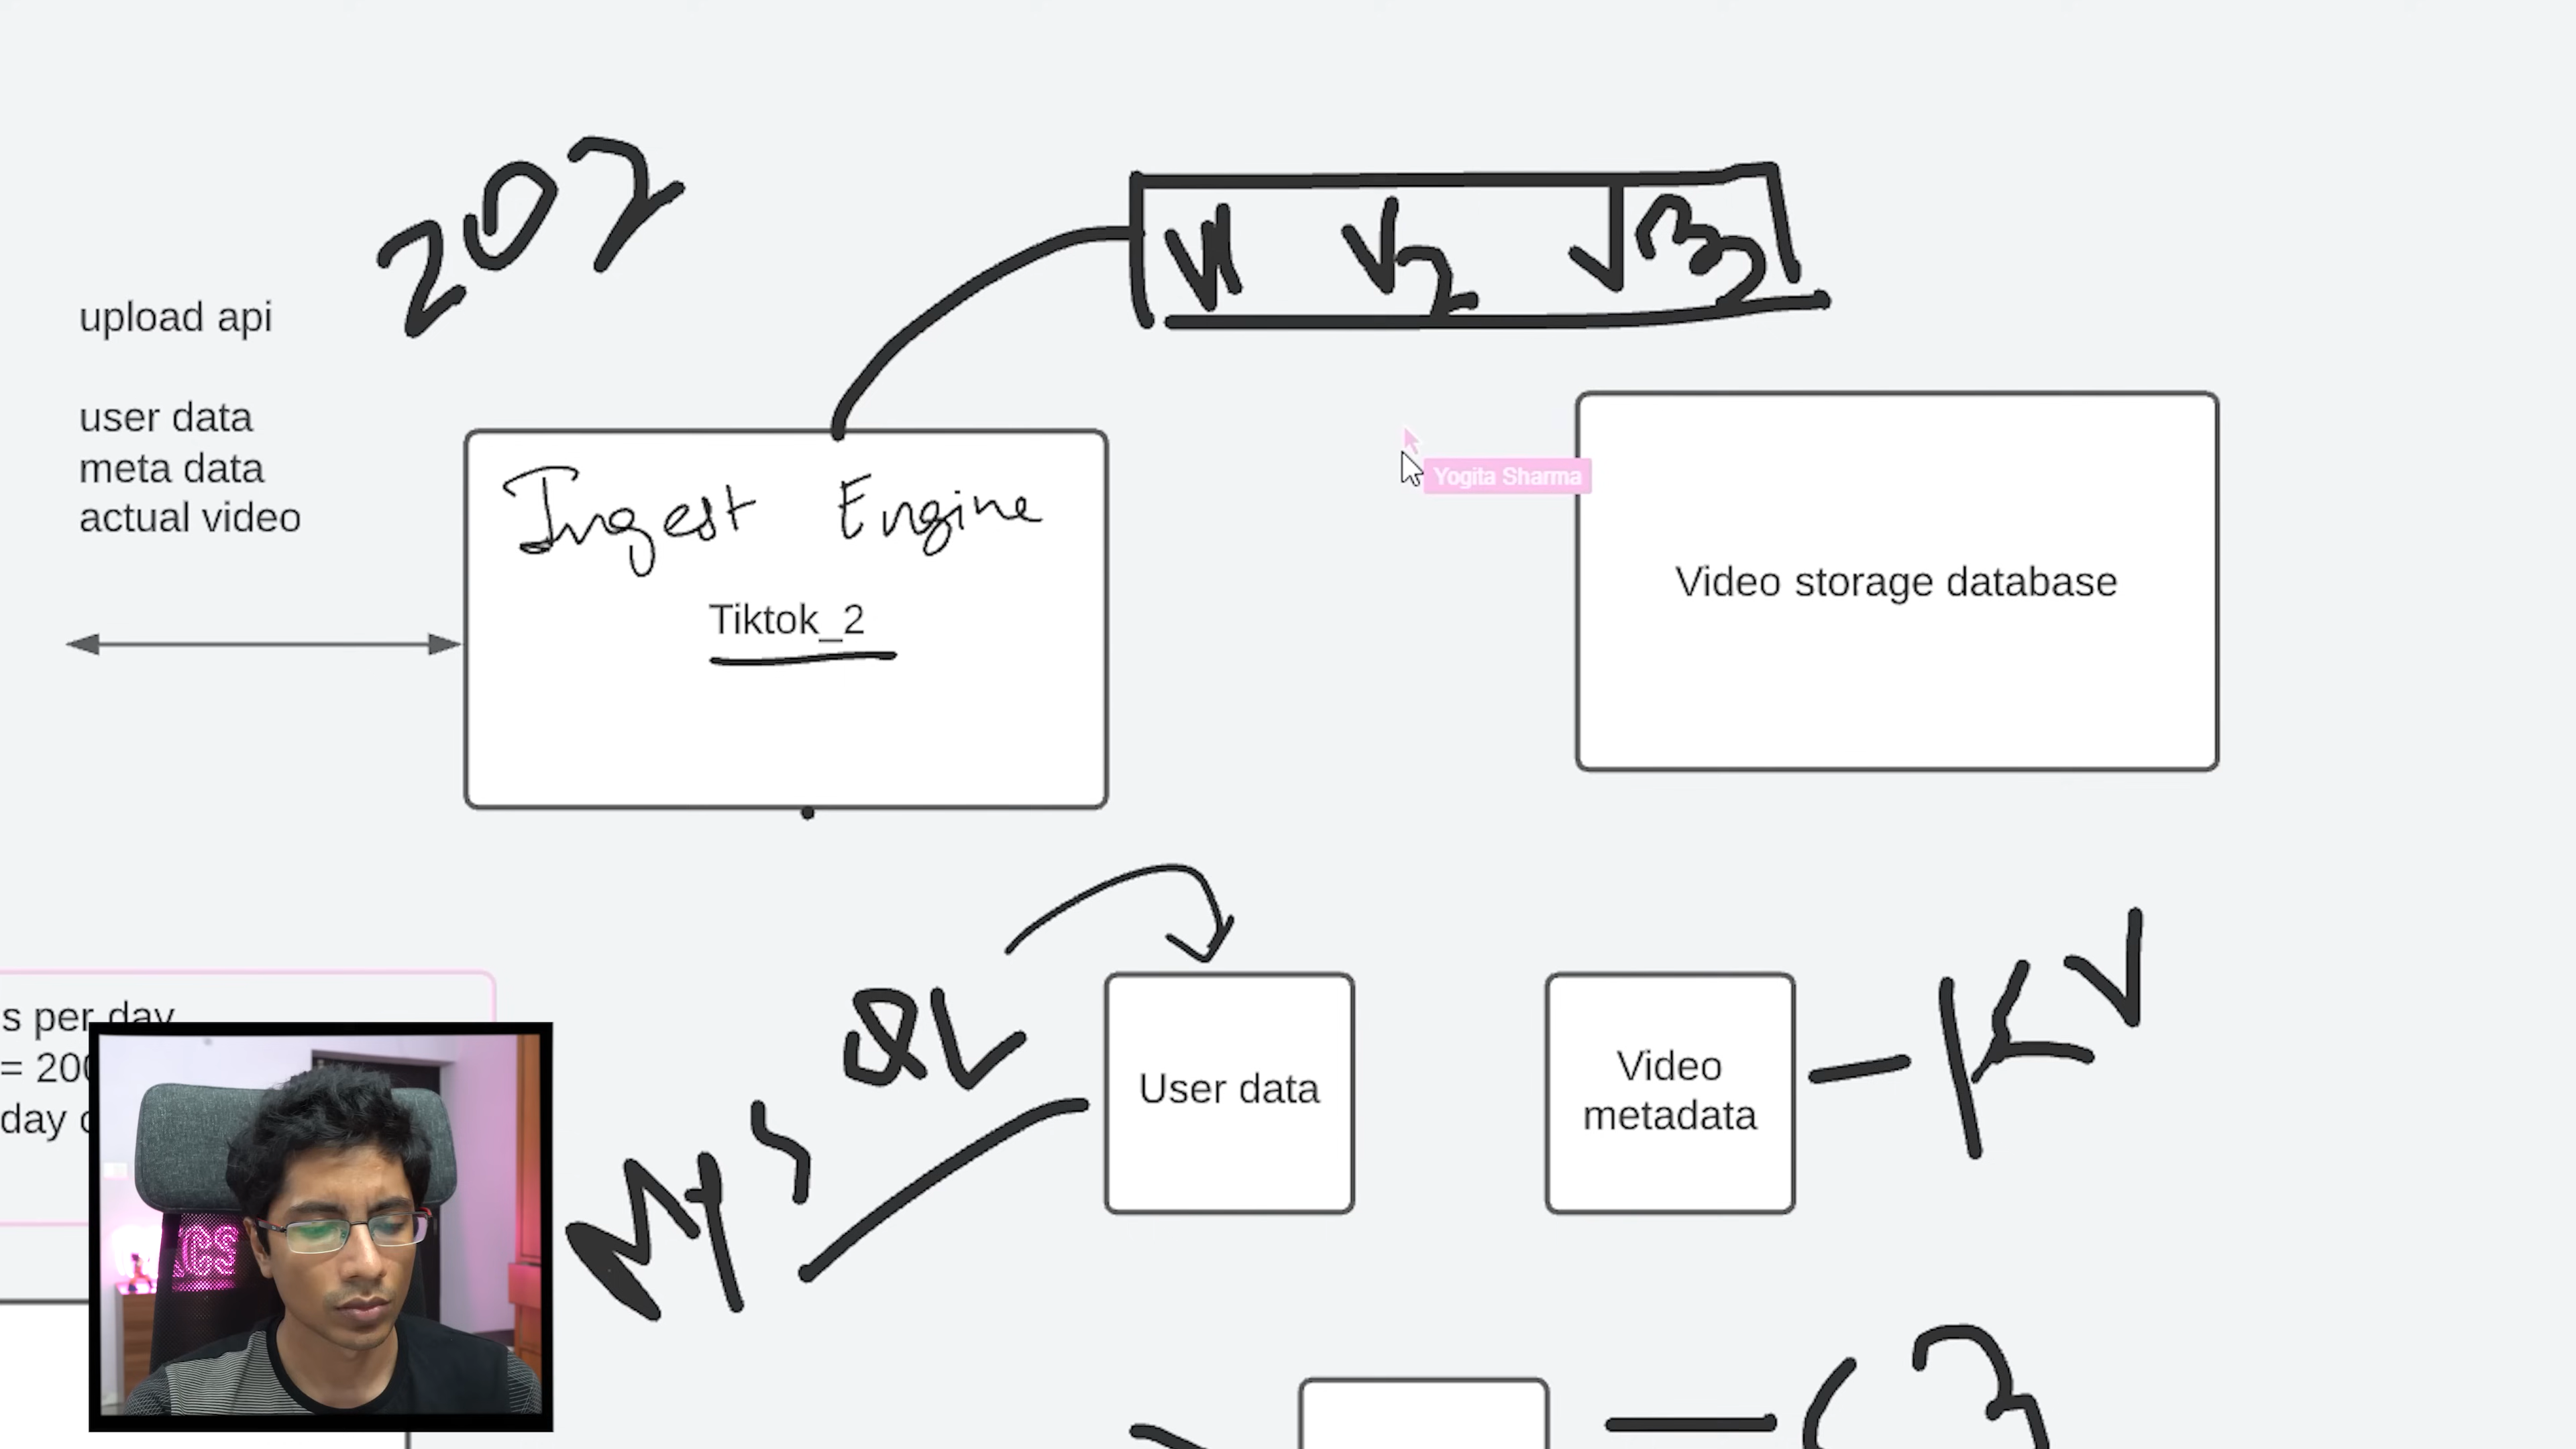 202
V1 V2 V3
upload api
user data
meta data
actual video
Ingest Engine
Tiktok_2
Yogita Sharma
Video storage database
KV
MySQL
User data
Video
metadata
s per day
= 200
day
CS